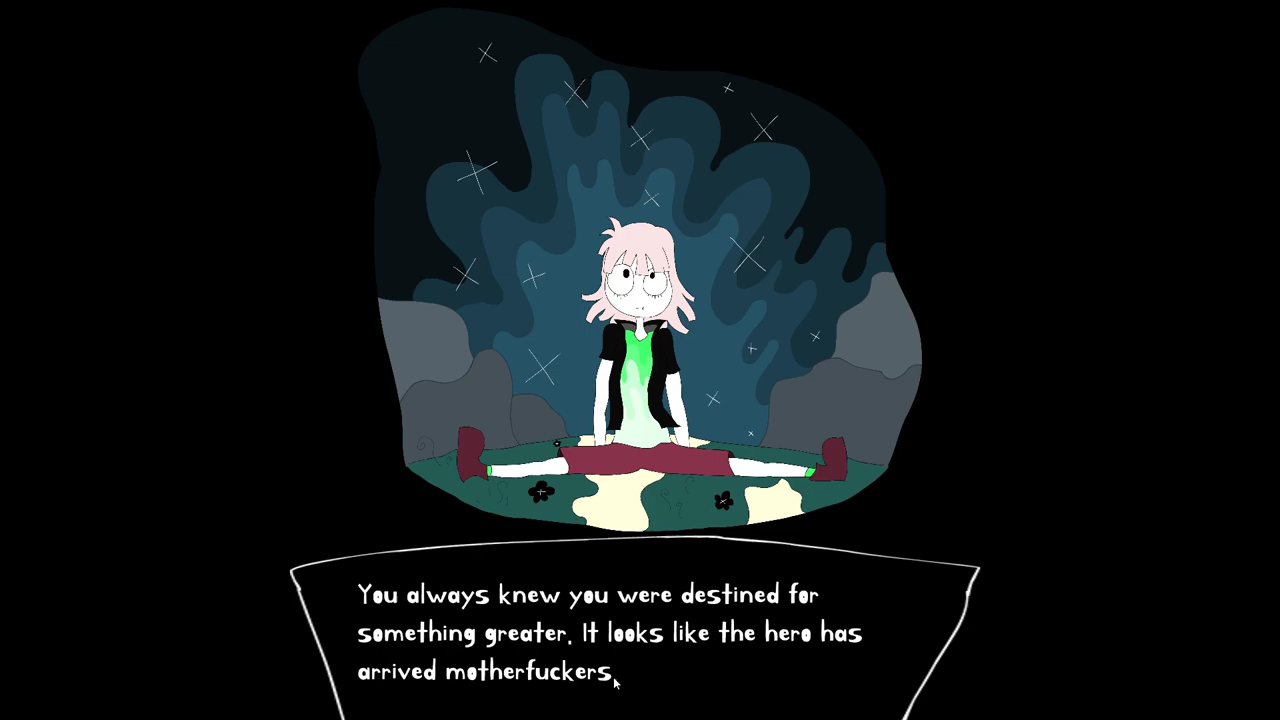 You always knew you were destined for
something greater. It looks like the hero has
arrived motherfuckers.